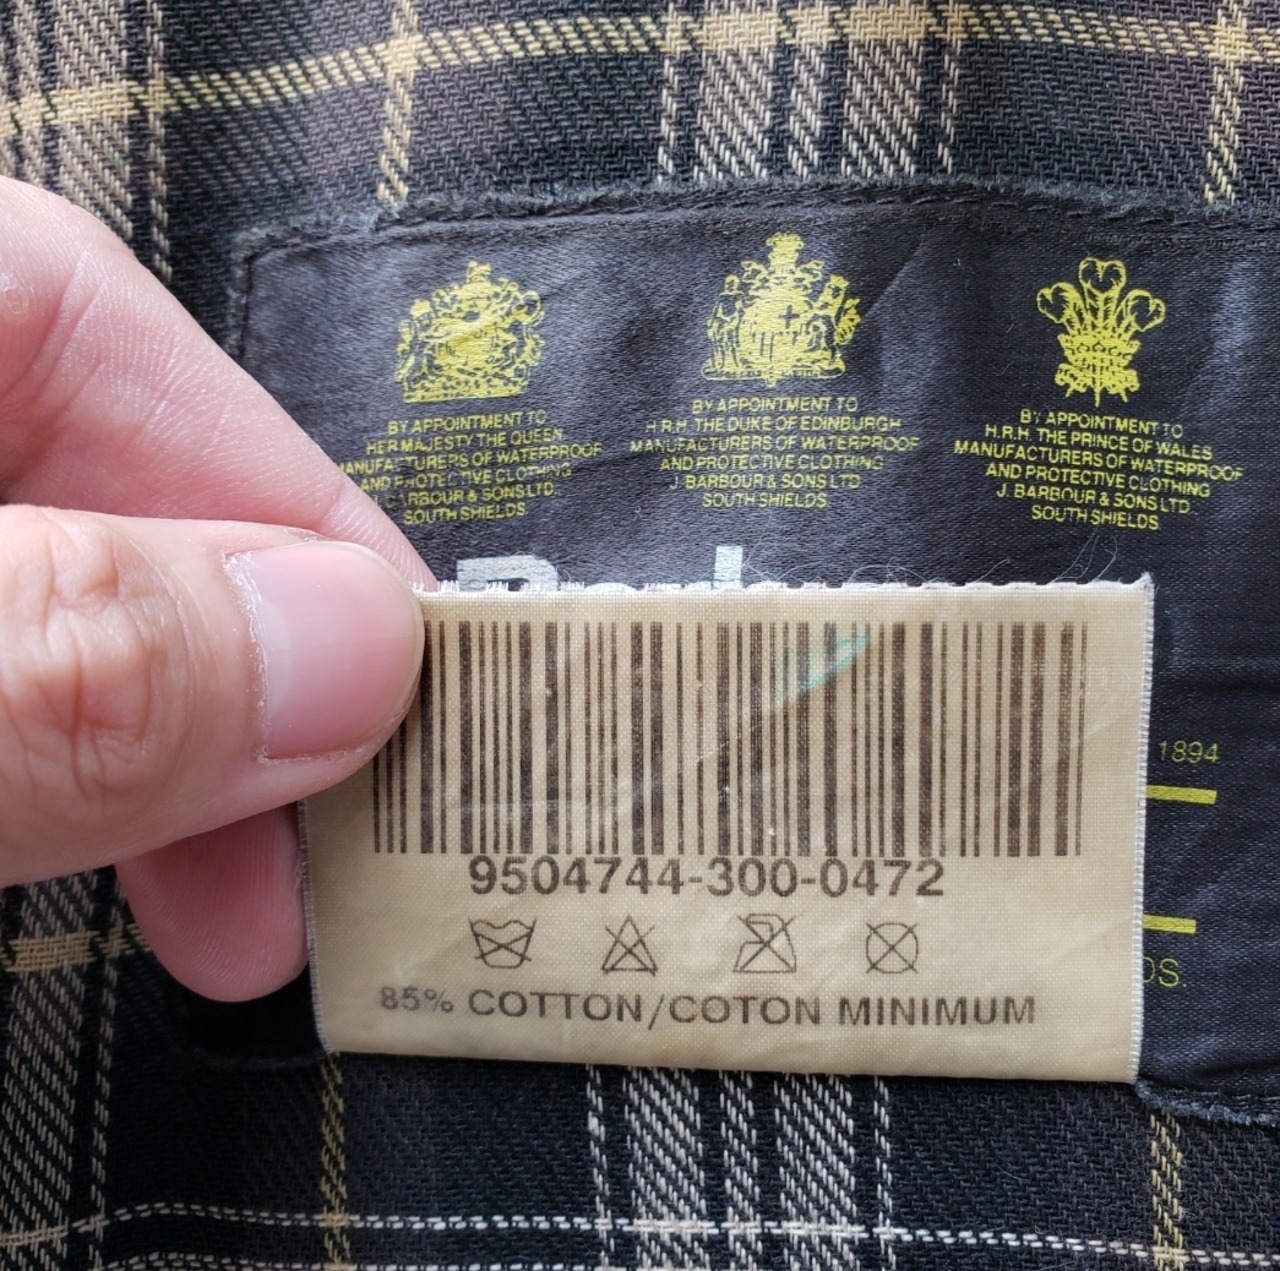 BY APPOINTMENT TO
HER MAJESTY THE QUEEN
MANUFACTURERS OF WATERPROOF
AND PROTECTIVE CLOTHING
J. BARBOUR & SONS LTD
SOUTH SHIELDS
BY APPOINTMENT TO
H.R.H. THE DUKE OF EDINBURGH
MANUFACTURERS OF WATERPROOF
AND PROTECTIVE CLOTHING
J. BARBOUR & SONS LTD
SOUTH SHIELDS
BY APPOINTMENT TO
H.R.H. THE PRINCE OF WALES
MANUFACTURERS OF WATERPROOF
AND PROTECTIVE CLOTHING
J. BARBOUR & SONS LTD.
SOUTH SHIELDS
1894
9504744-300-0472
85% COTTON/COTON MINIMUM